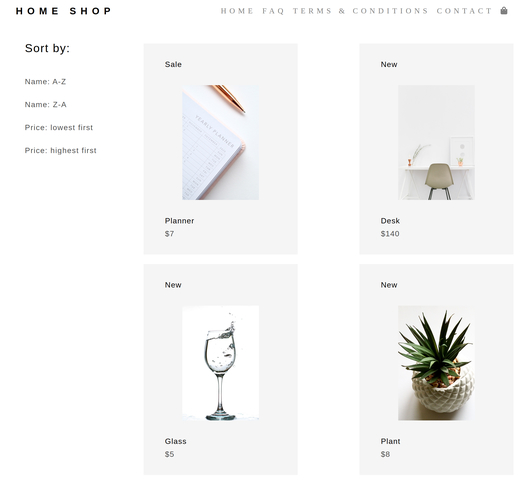 HOME SHOP
HOME FAQ TERMS & CONDITIONS CONTACT
Sort by:
Name: A-Z
Name: Z-A
Price: lowest first
Price: highest first
Sale
YEARLY PLANNER
Planner
$7
New
Desk
$140
New
Glass
$5
New
Plant
$8